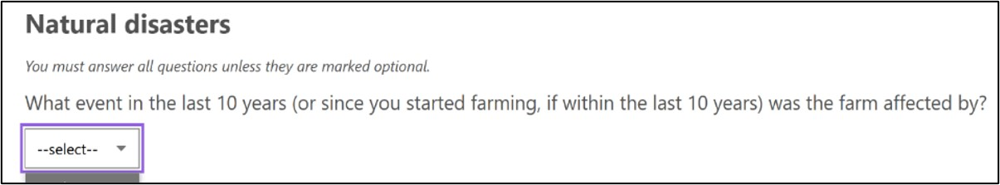 Natural disasters
You must answer all questions unless they are marked optional.
What event in the last 10 years (or since you started farming, if within the last 10 years) was the farm affected by?
--select--